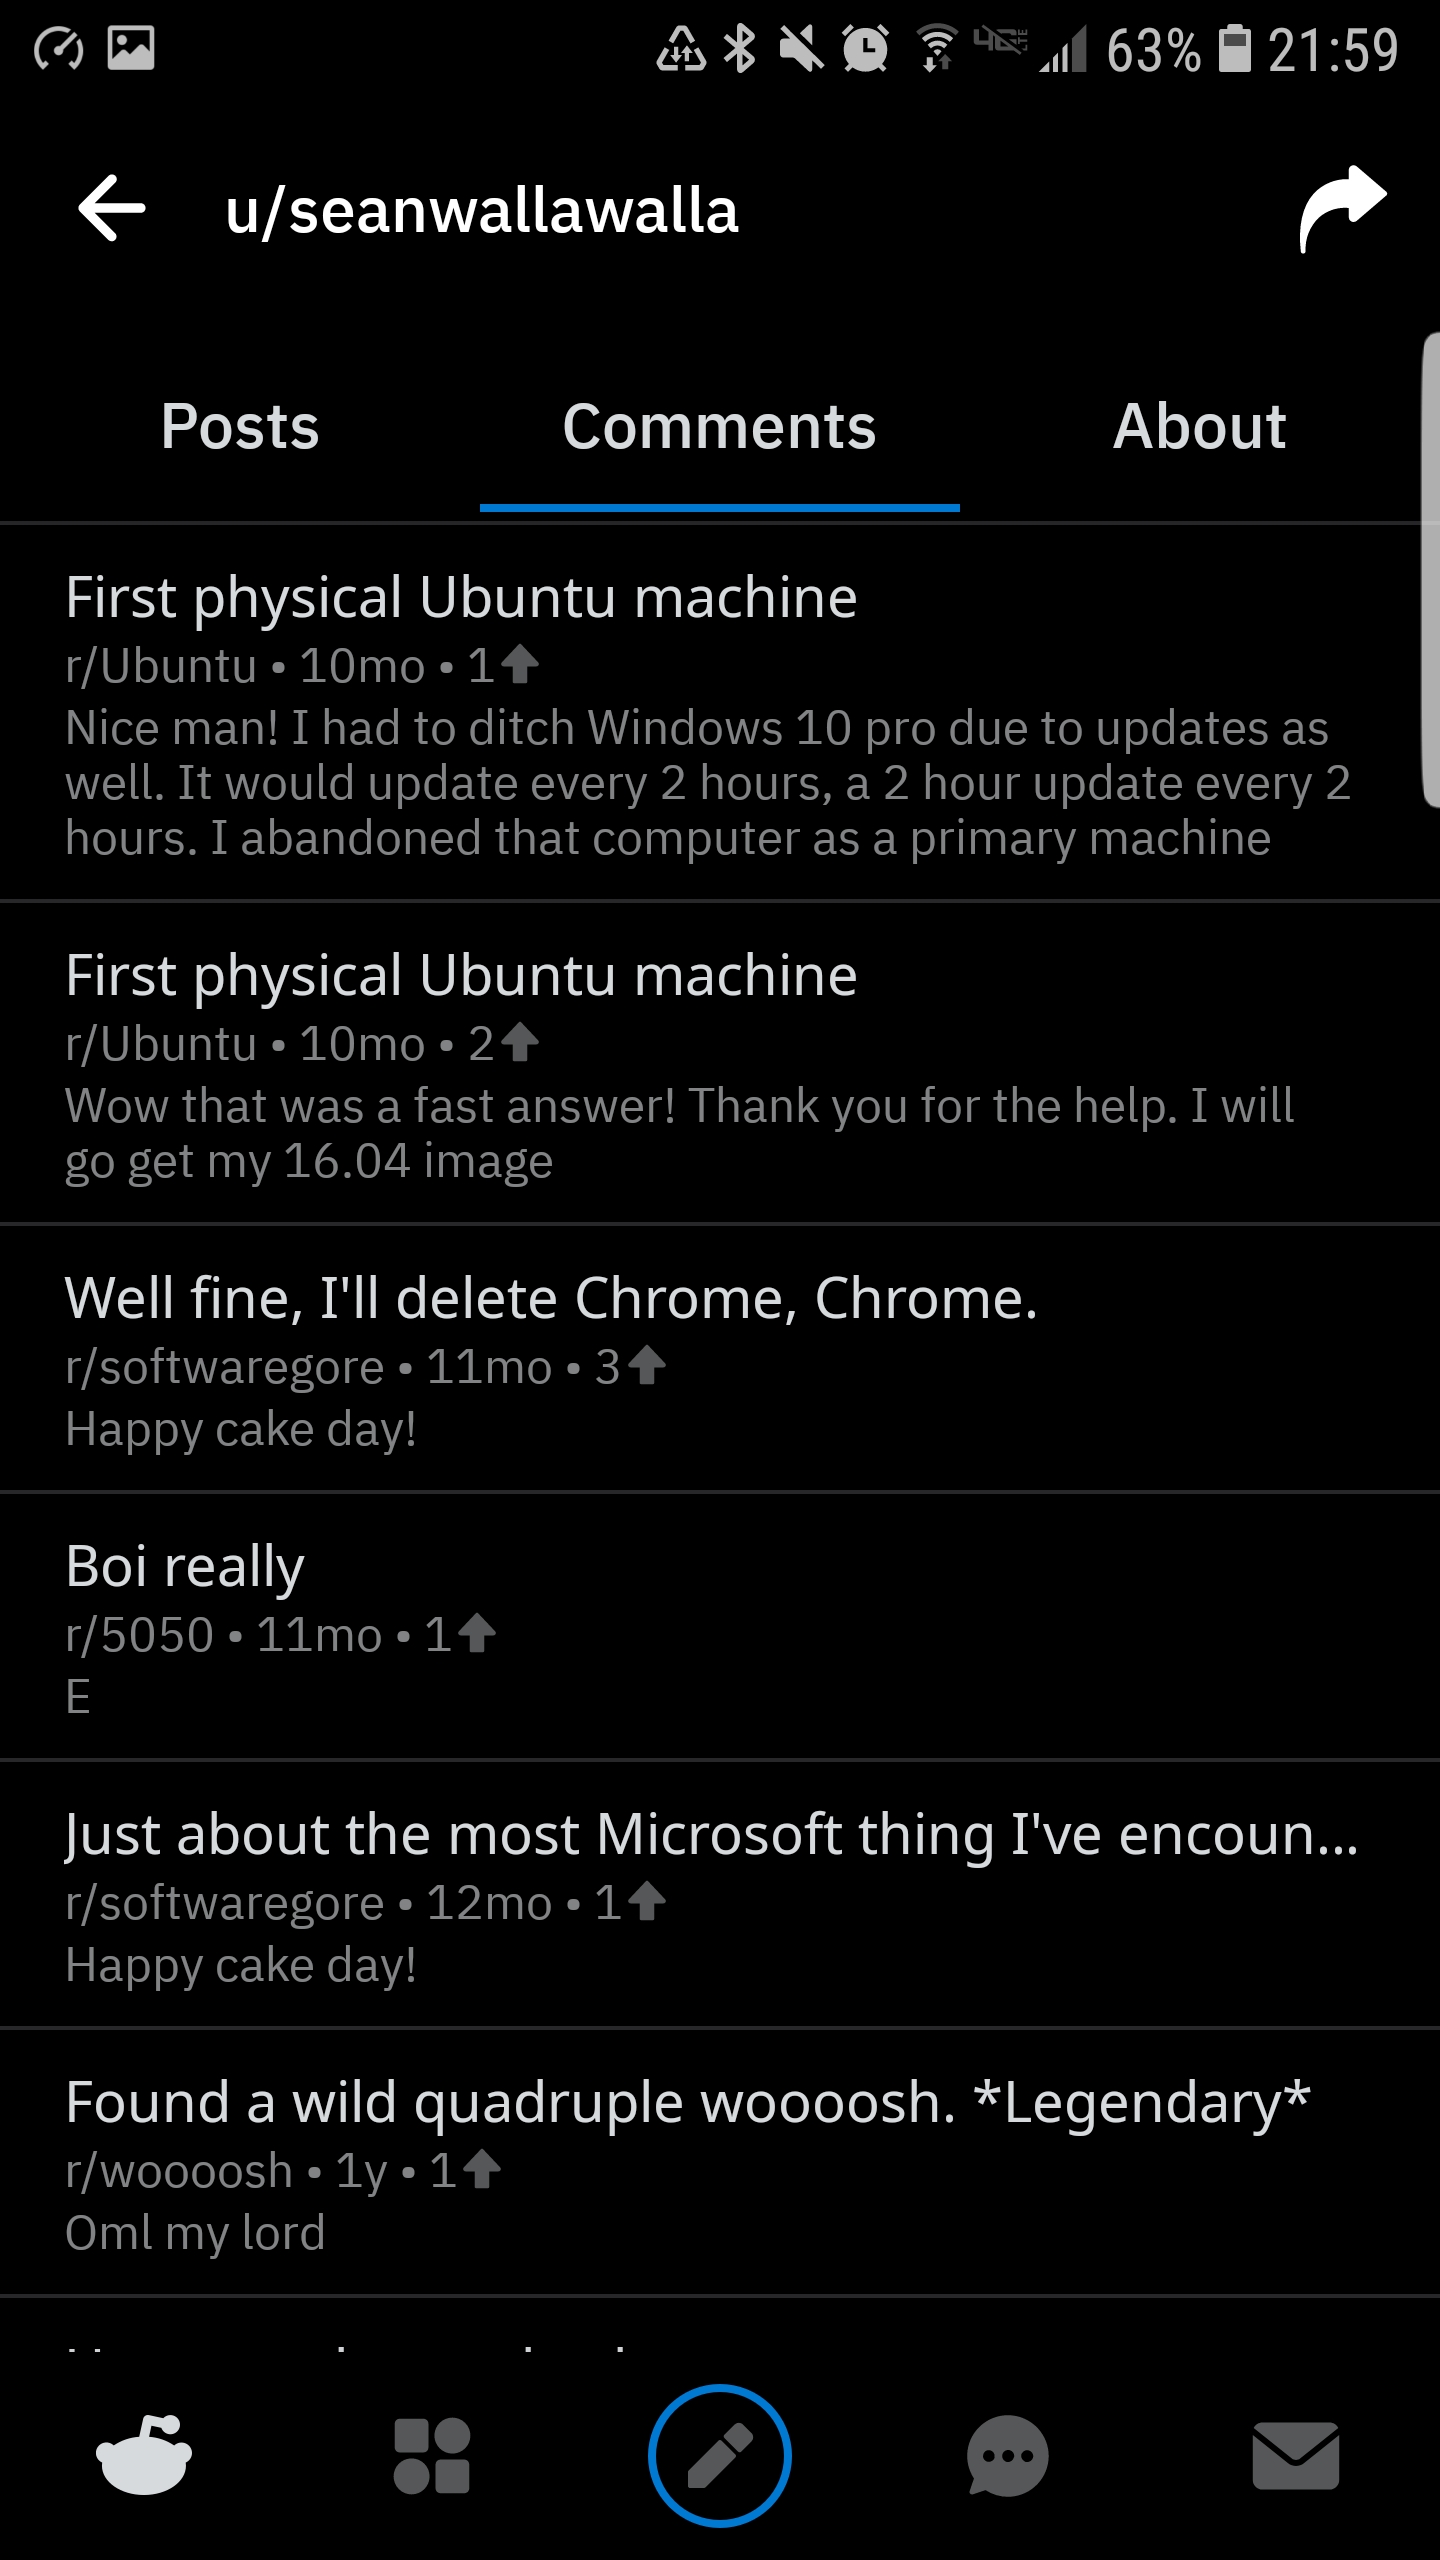 63% 21:59
u/seanwallawalla
Posts Comments About
First physical Ubuntu machine
r/Ubuntu • 10mo • 1
Nice man! I had to ditch Windows 10 pro due to updates as
well. It would update every 2 hours, a 2 hour update every 2
hours. I abandoned that computer as a primary machine
First physical Ubuntu machine
r/Ubuntu • 10mo • 2
Wow that was a fast answer! Thank you for the help. I will
go get my 16.04 image
Well fine, I'll delete Chrome, Chrome.
r/softwaregore • 11mo • 3
Happy cake day!
Boi really
r/5050 • 11mo • 1
E
Just about the most Microsoft thing I've encoun...
r/softwaregore • 12mo • 1
Happy cake day!
Found a wild quadruple woooosh. *Legendary*
r/woooosh • 1y • 1
Oml my lord